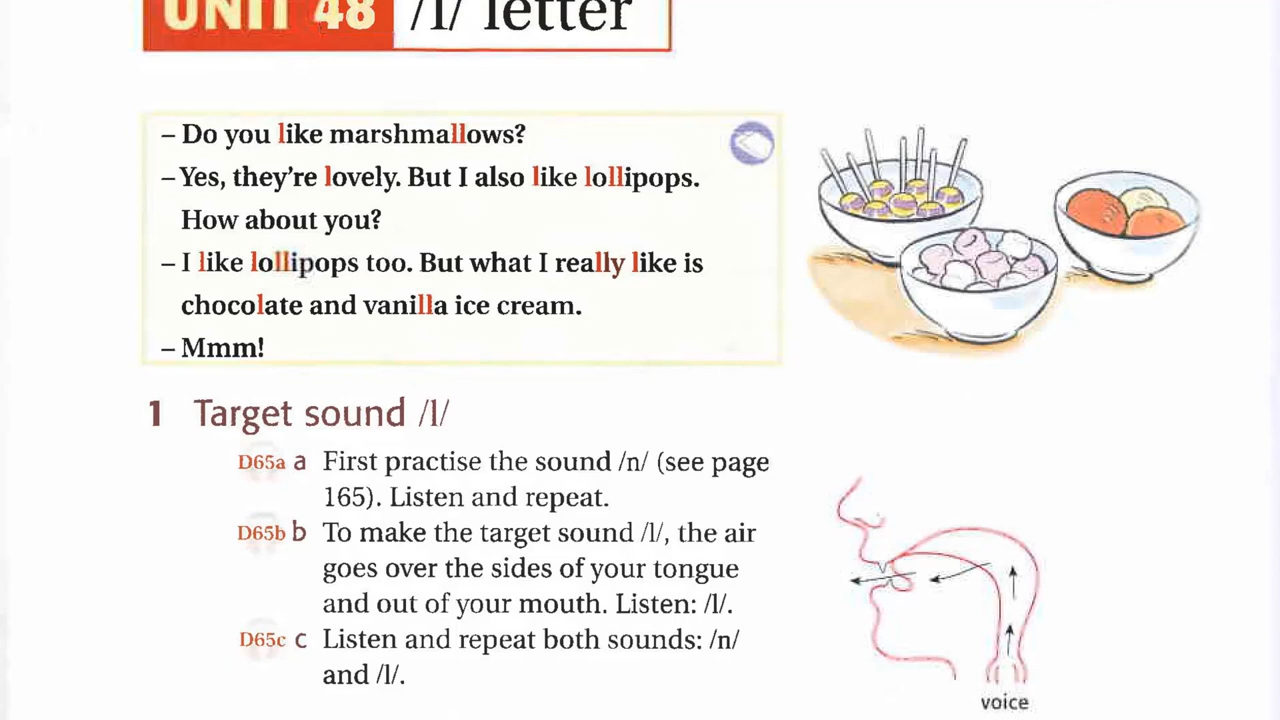 UNIT 48 /l/ letter
– Do you like marshmallows?
– Yes, they're lovely. But I also like lollipops.
How about you?
– I like lollipops too. But what I really like is
chocolate and vanilla ice cream.
– Mmm!
1 Target sound /l/
D65a a First practise the sound /n/ (see page
165). Listen and repeat.
D65b b To make the target sound /l/, the air
goes over the sides of your tongue
and out of your mouth. Listen: /l/.
D65c c Listen and repeat both sounds: /n/
and /l/.
voice